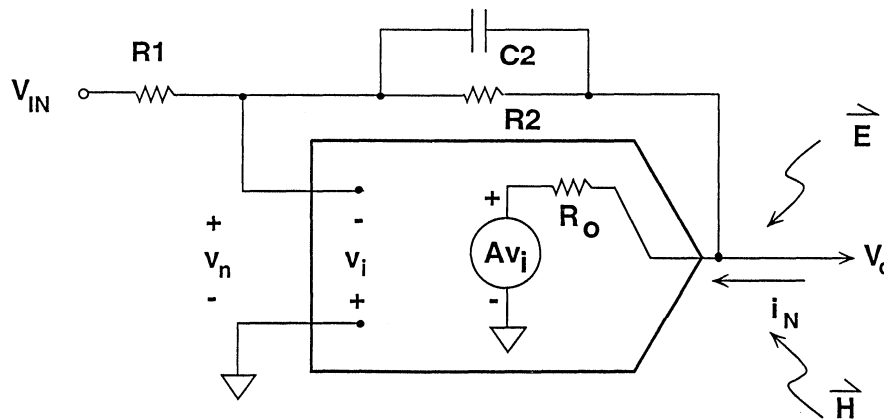 R1
C2
V_IN
R2
E
+
R_o
+
v_n
-
-
v_i
+
Av_i
-
V_o
i_N
H